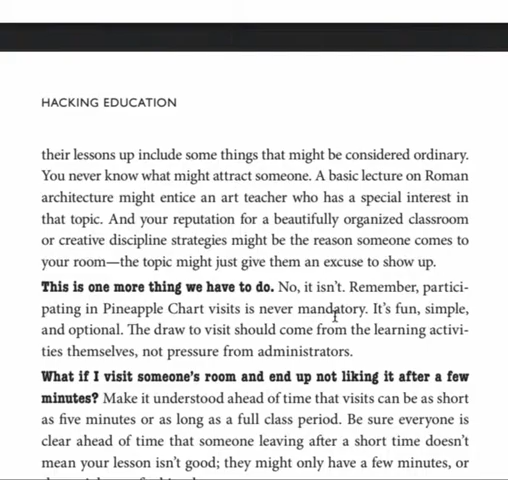 HACKING EDUCATION
their lessons up include some things that might be considered ordinary.
You never know what might attract someone. A basic lecture on Roman
architecture might entice an art teacher who has a special interest in
that topic. And your reputation for a beautifully organized classroom
or creative discipline strategies might be the reason someone comes to
your room—the topic might just give them an excuse to show up.
This is one more thing we have to do. No, it isn't. Remember, partici-
pating in Pineapple Chart visits is never mandatory. It's fun, simple,
and optional. The draw to visit should come from the learning activi-
ties themselves, not pressure from administrators.
What if I visit someone's room and end up not liking it after a few
minutes? Make it understood ahead of time that visits can be as short
as five minutes or as long as a full class period. Be sure everyone is
clear ahead of time that someone leaving after a short time doesn't
mean your lesson isn't good; they might only have a few minutes, or